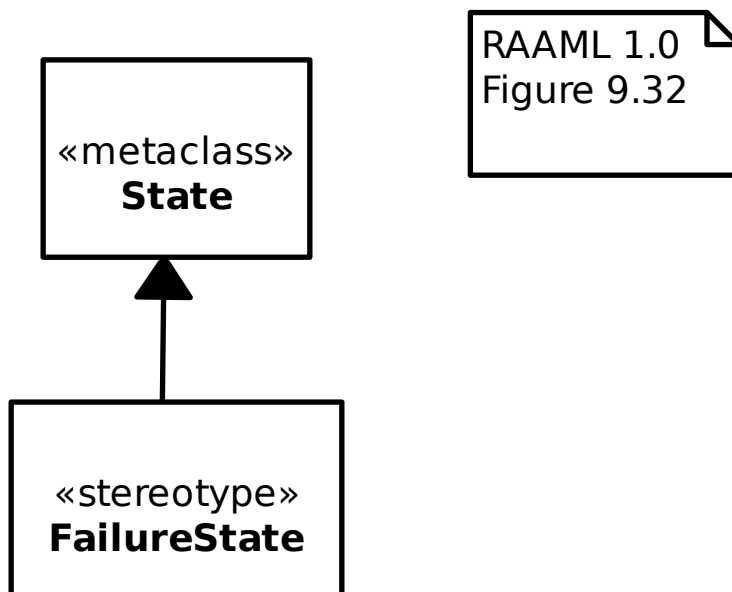 «metaclass»
State
RAAML 1.0
Figure 9.32
«stereotype»
FailureState